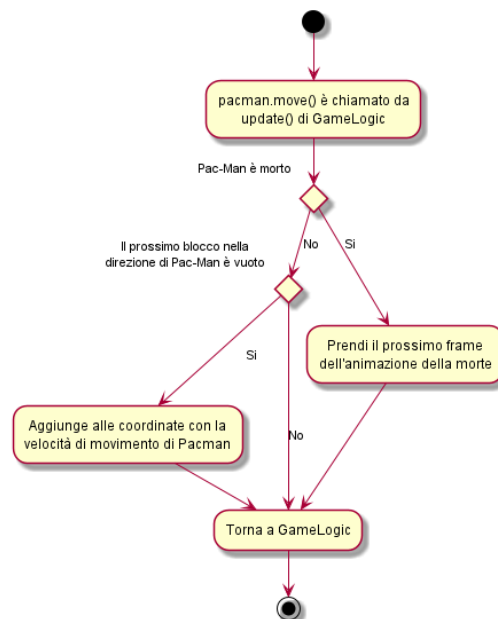 pacman.move() è chiamato da
update() di GameLogic
Pac-Man è morto
Il prossimo blocco nella
direzione di Pac-Man è vuoto
No
Si
Prendi il prossimo frame
dell'animazione della morte
Si
Aggiunge alle coordinate con la
velocità di movimento di Pacman
No
Torna a GameLogic